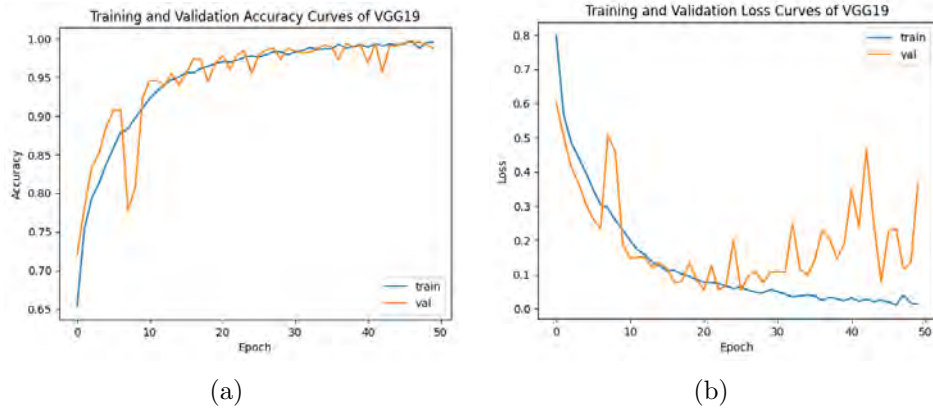 Training and Validation Accuracy Curves of VGG19
1.00
0.95
0.90
0.85
0.80
0.75
0.70
0.65
Accuracy
train
val
0
10
20
30
40
50
Epoch
(a)
Training and Validation Loss Curves of VGG19
train
val
0.8
0.7
0.6
0.5
0.4
0.3
0.2
0.1
0.0
Loss
0
10
20
30
40
50
Epoch
(b)